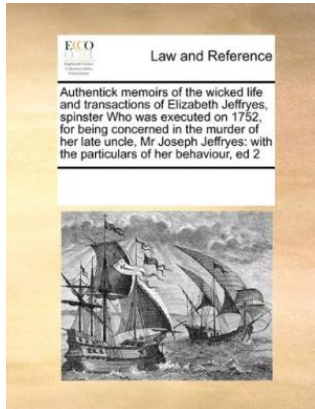 ECCO
Law and Reference
Authentick memoirs of the wicked life
and transactions of Elizabeth Jeffryes,
spinster Who was executed on 1752,
for being concerned in the murder of
her late uncle, Mr Joseph Jeffryes: with
the particulars of her behaviour, ed 2